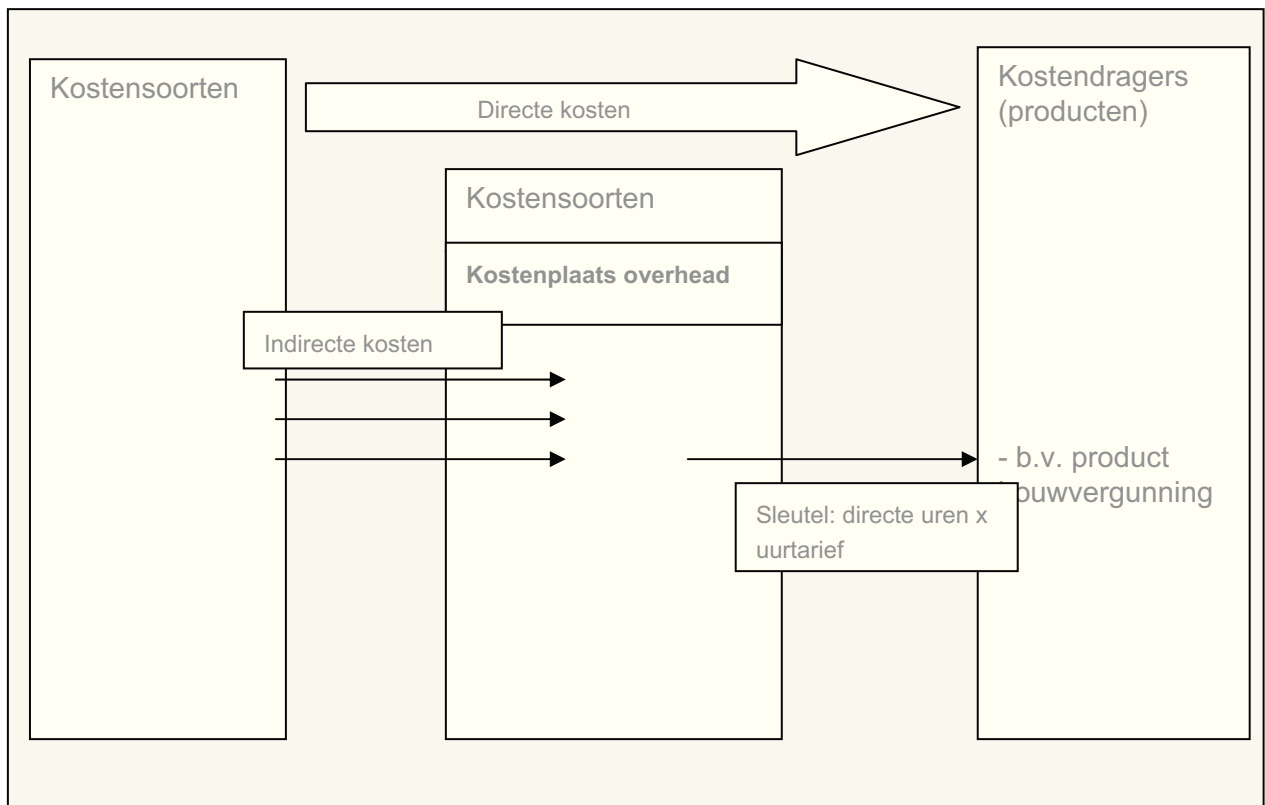 Kostensoorten
Directe kosten
Kostendragers
(producten)
Kostensoorten
Kostenplaats overhead
Indirecte kosten
- b.v. product
ouwvergunning
Sleutel: directe uren x
uurtarief